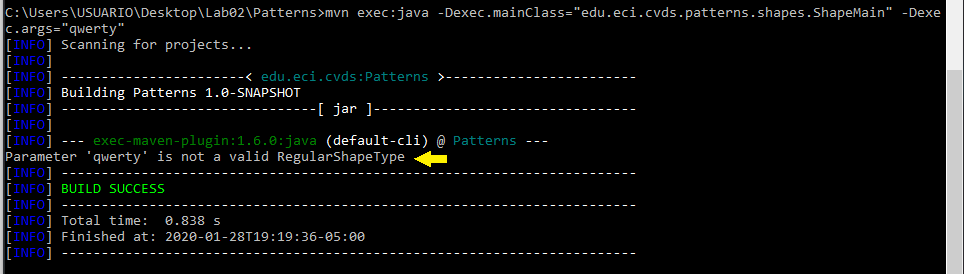 C:\Users\USUARIO\Desktop\Lab02\Patterns>mvn exec:java -Dexec.mainClass="edu.eci.cvds.patterns.shapes.ShapeMain" -Dexe
c.args="qwerty"
[INFO] Scanning for projects...
[INFO]
[INFO] -----------------------< edu.eci.cvds:Patterns >------------------------
[INFO] Building Patterns 1.0-SNAPSHOT
[INFO] --------------------------------[ jar ]---------------------------------
[INFO]
[INFO] --- exec-maven-plugin:1.6.0:java (default-cli) @ Patterns ---
Parameter 'qwerty' is not a valid RegularShapeType
[INFO] ------------------------------------------------------------------------
[INFO] BUILD SUCCESS
[INFO] ------------------------------------------------------------------------
[INFO] Total time:  0.838 s
[INFO] Finished at: 2020-01-28T19:19:36-05:00
[INFO] ------------------------------------------------------------------------